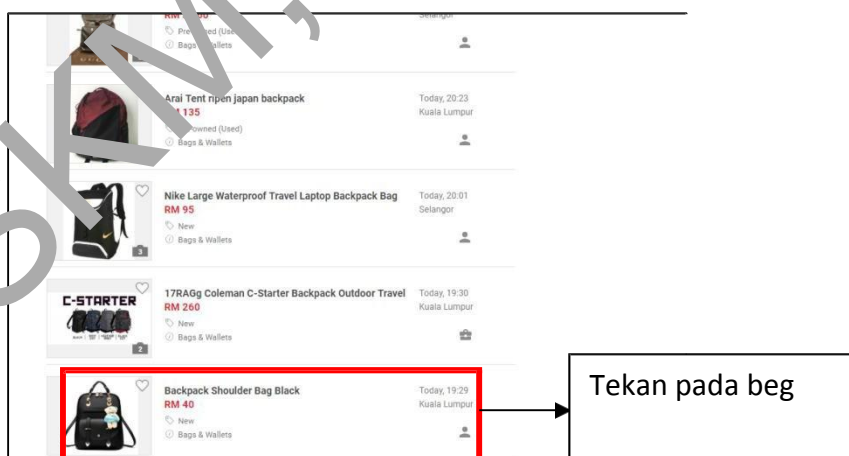 Selangor
Bags Wallets
Arai Tent ripen japan backpack
Today, 20:23
135
Kuala Lumpur
owned (Used)
Bags & Wallets
Nike Large Waterproof Travel Laptop Backpack Bag
Today, 20:01
RM 95
Selangor
New
Bags & Wallets
3
17RAGg Coleman C-Starter Backpack Outdoor Travel
Today, 19:30
C-STARTER
RM 260
Kuala Lumpur
New
Bags & Wallets
2
Backpack Shoulder Bag Black
Today, 19:29
RM 40
Kuala Lumpur
New
Bags & Wallets
Tekan pada beg